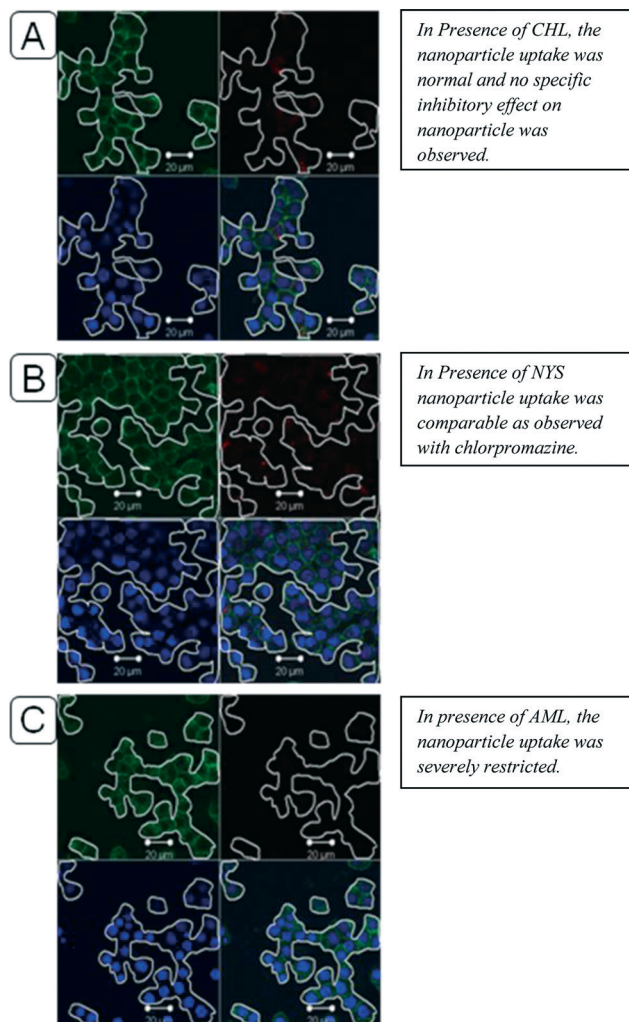 A
20 µm
20 µm
20 µm
20 µm
In Presence of CHL, the
nanoparticle uptake was
normal and no specific
inhibitory effect on
nanoparticle was
observed.
B
20 µm
20 µm
20 µm
20 µm
In Presence of NYS
nanoparticle uptake was
comparable as observed
with chlorpromazine.
C
20 µm
20 µm
20 µm
20 µm
In presence of AML, the
nanoparticle uptake was
severely restricted.